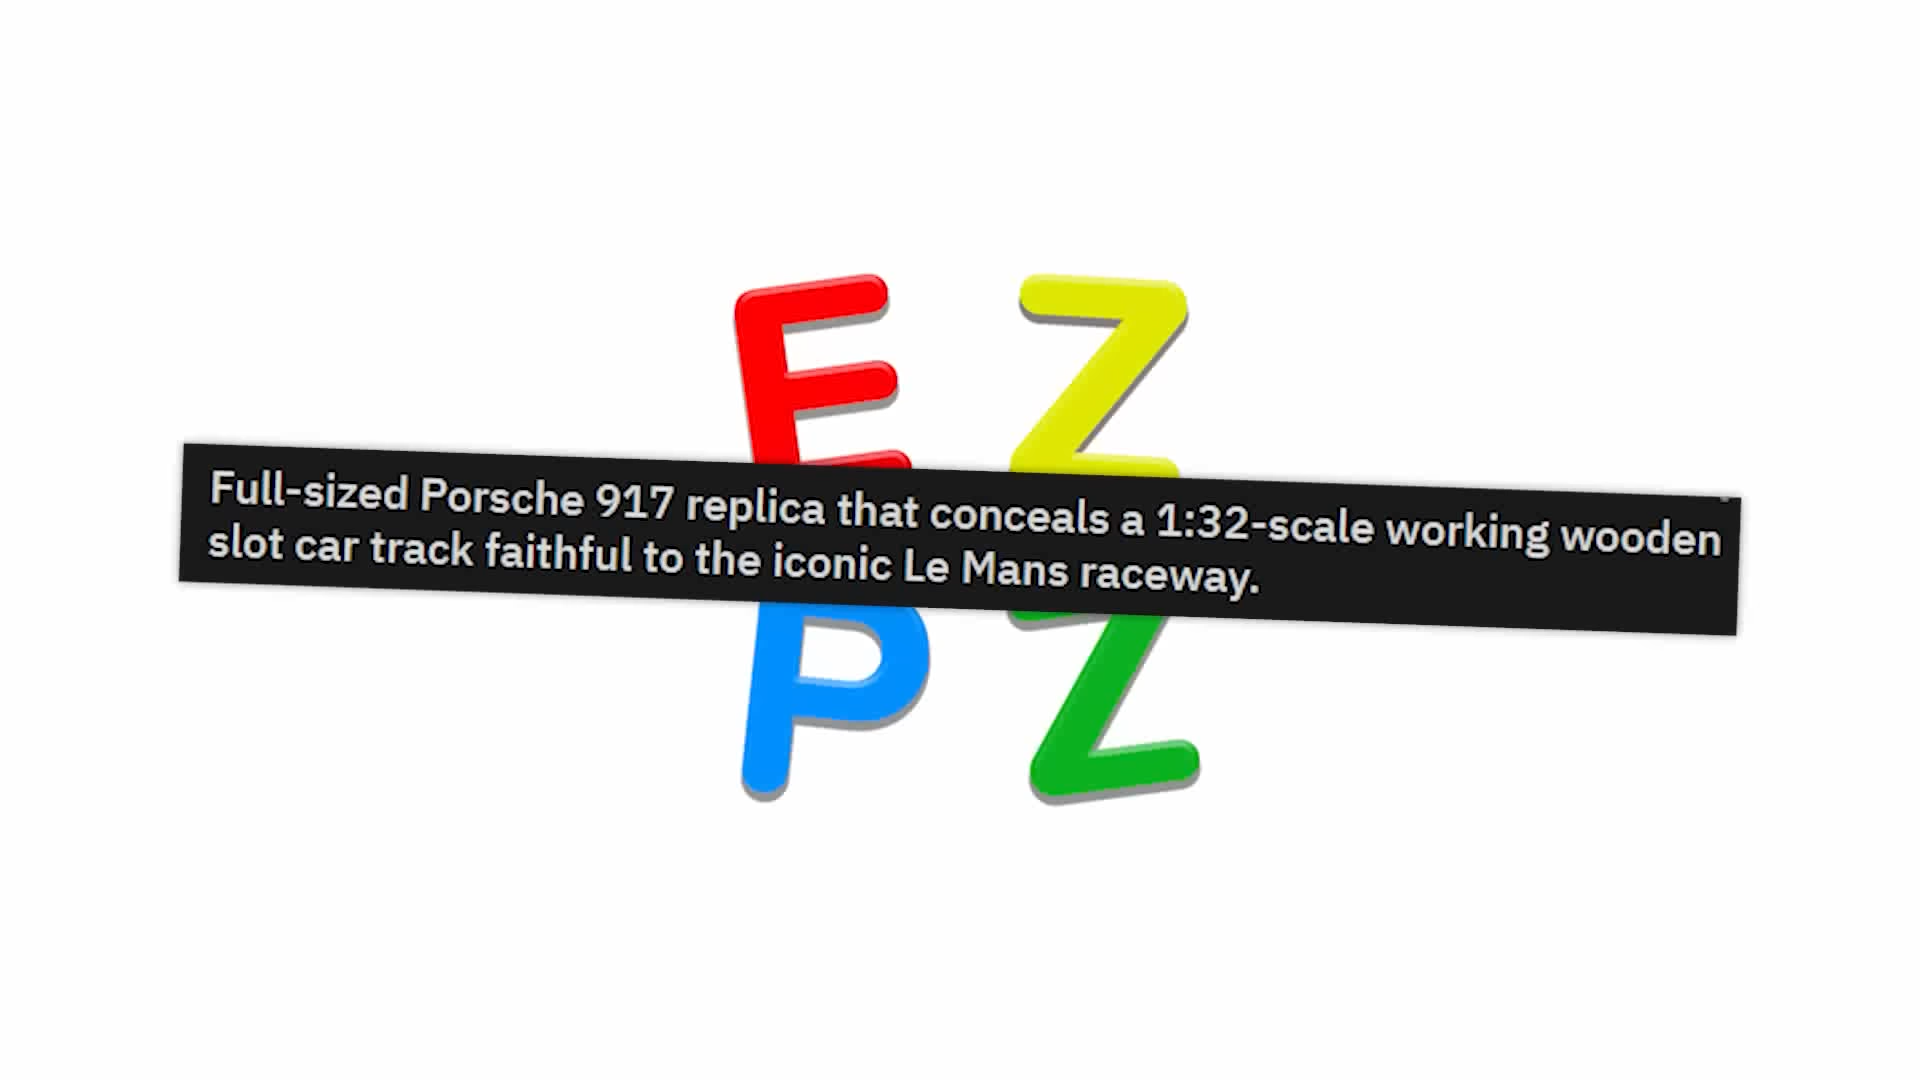 E Z
Full-sized Porsche 917 replica that conceals a 1:32-scale working wooden
slot car track faithful to the iconic Le Mans raceway.
P Z